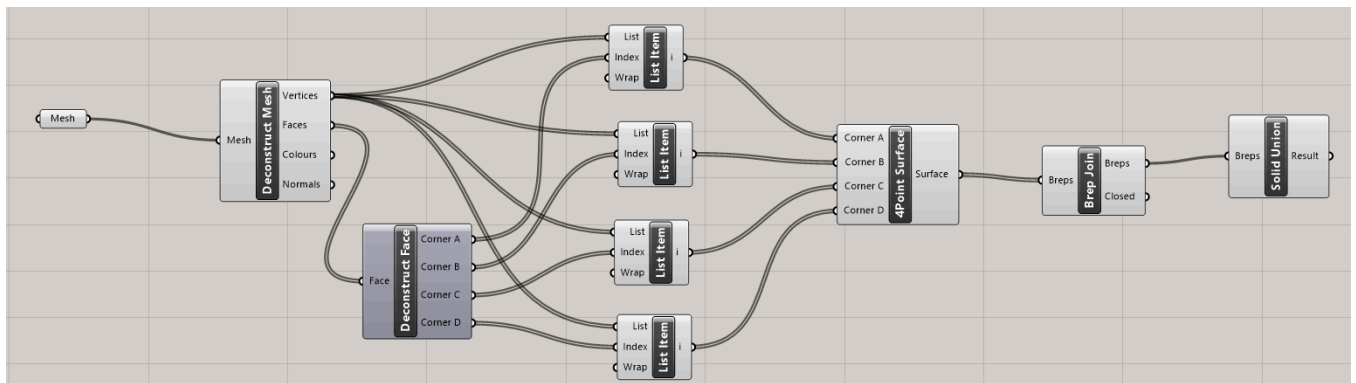 Mesh
Mesh
Deconstruct Mesh
Vertices
Faces
Colours
Normals
Face
Deconstruct Face
Corner A
Corner B
Corner C
Corner D
List
Index
Wrap
List Item
i
List
Index
Wrap
List Item
i
List
Index
Wrap
List Item
i
List
Index
Wrap
List Item
i
Corner A
Corner B
Corner C
Corner D
4Point Surface
Surface
Breps
Brep Join
Breps
Closed
Breps
Solid Union
Result